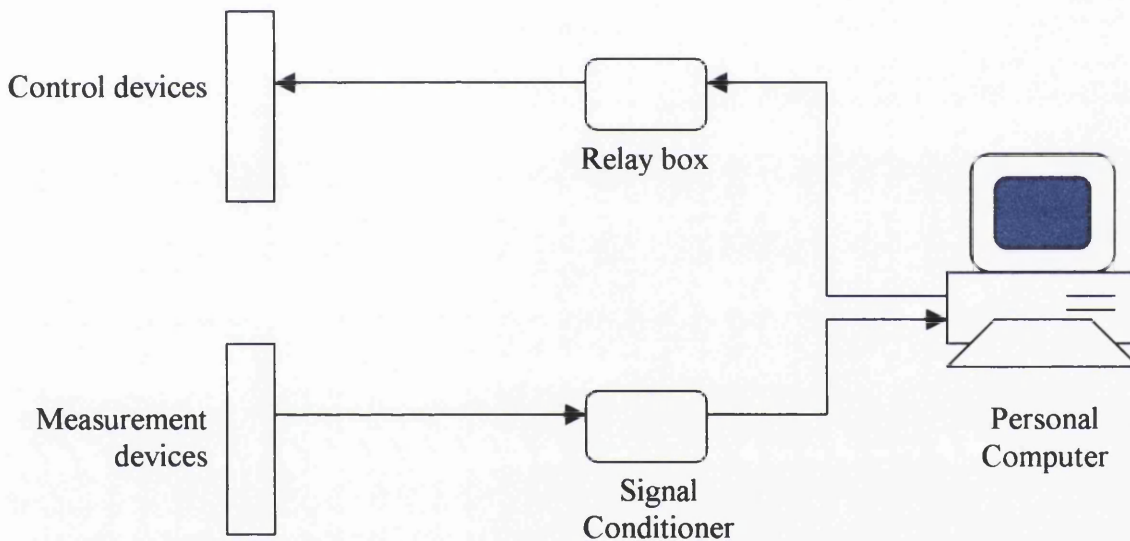 Control devices
Relay box
Measurement
devices
Signal
Conditioner
Personal
Computer